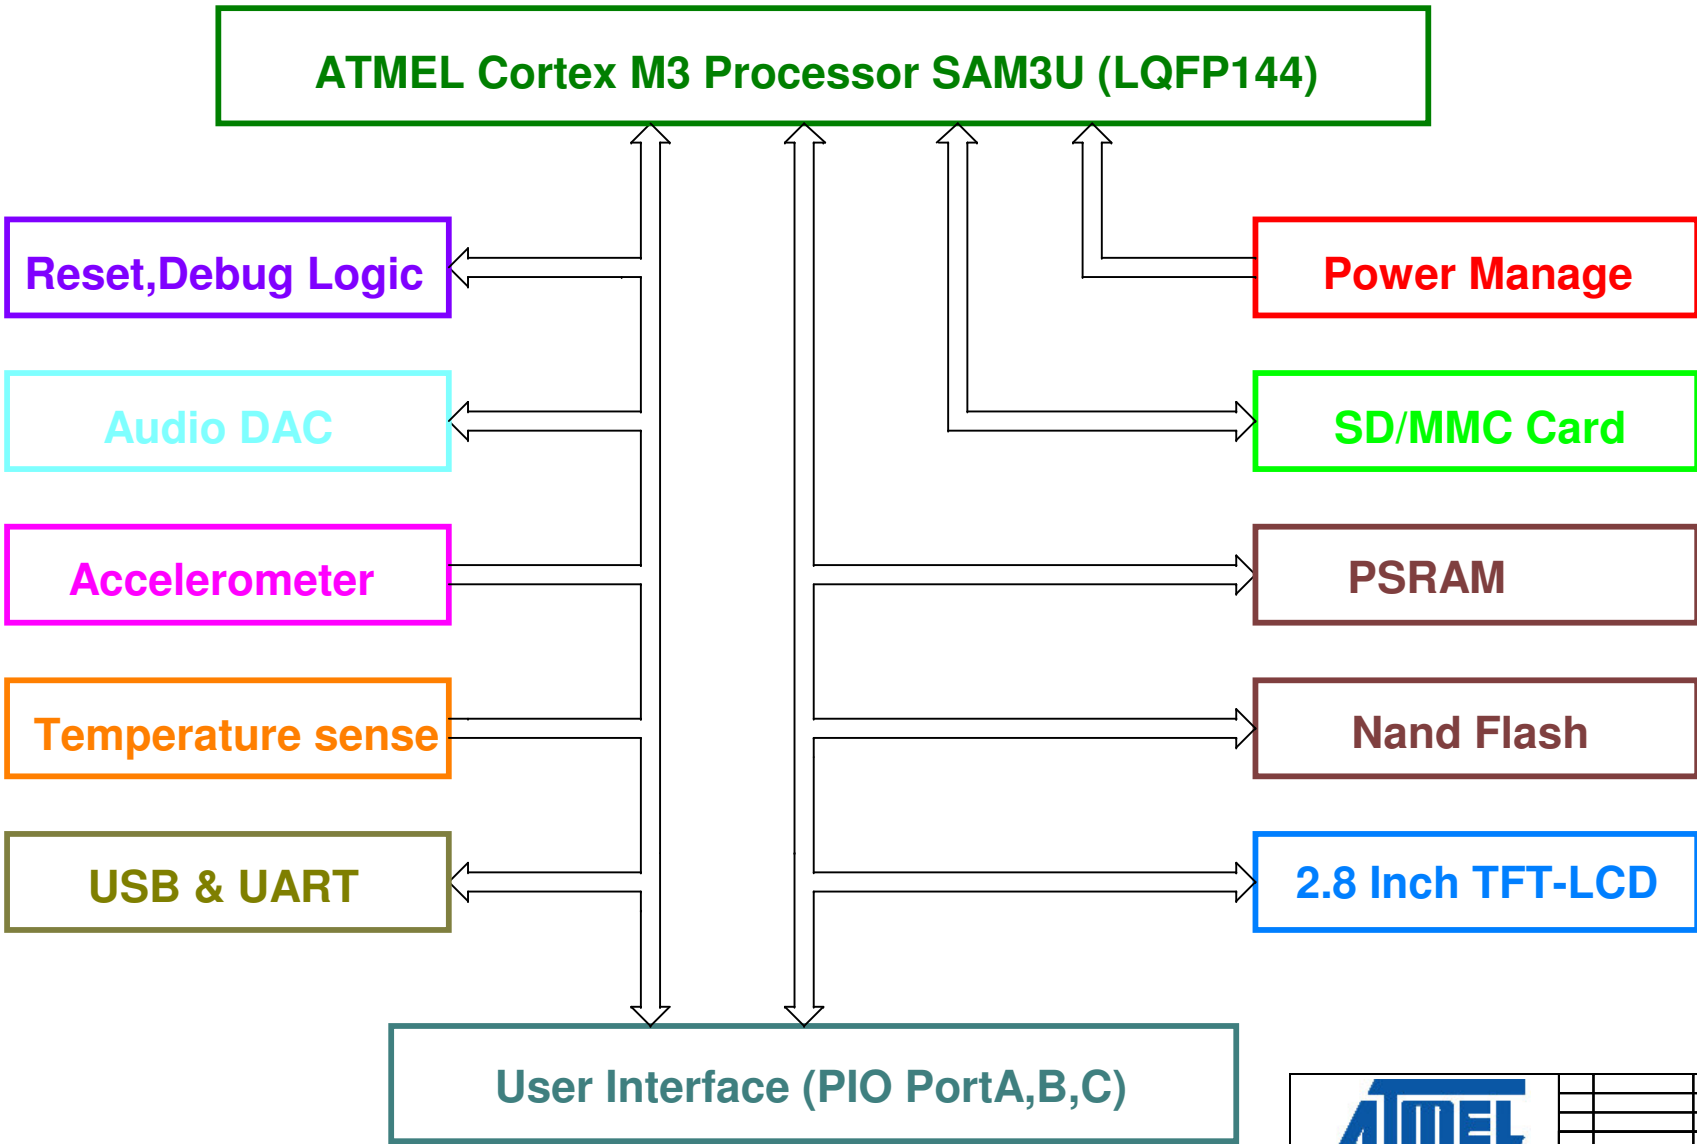 ATMEL Cortex M3 Processor SAM3U (LQFP144)
Reset,Debug Logic
Power Manage
Audio DAC
SD/MMC Card
Accelerometer
PSRAM
Temperature sense
Nand Flash
USB & UART
2.8 Inch TFT-LCD
User Interface (PIO PortA,B,C)
ATMEL